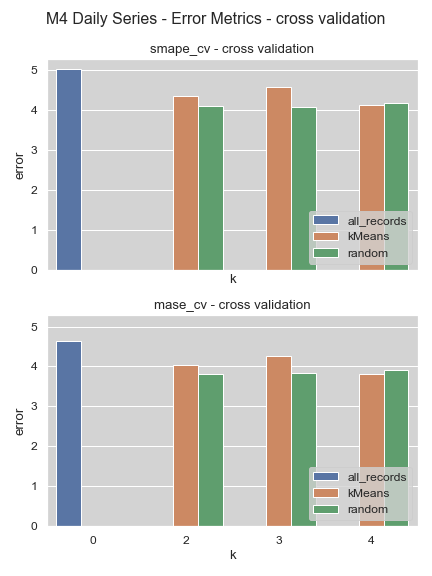 M4 Daily Series - Error Metrics - cross validation
smape_cv - cross validation
5
4
3
2
1
0
error
all_records
kMeans
random
k
mase_cv - cross validation
5
4
3
2
1
0
error
all_records
kMeans
random
0 2 3 4
k